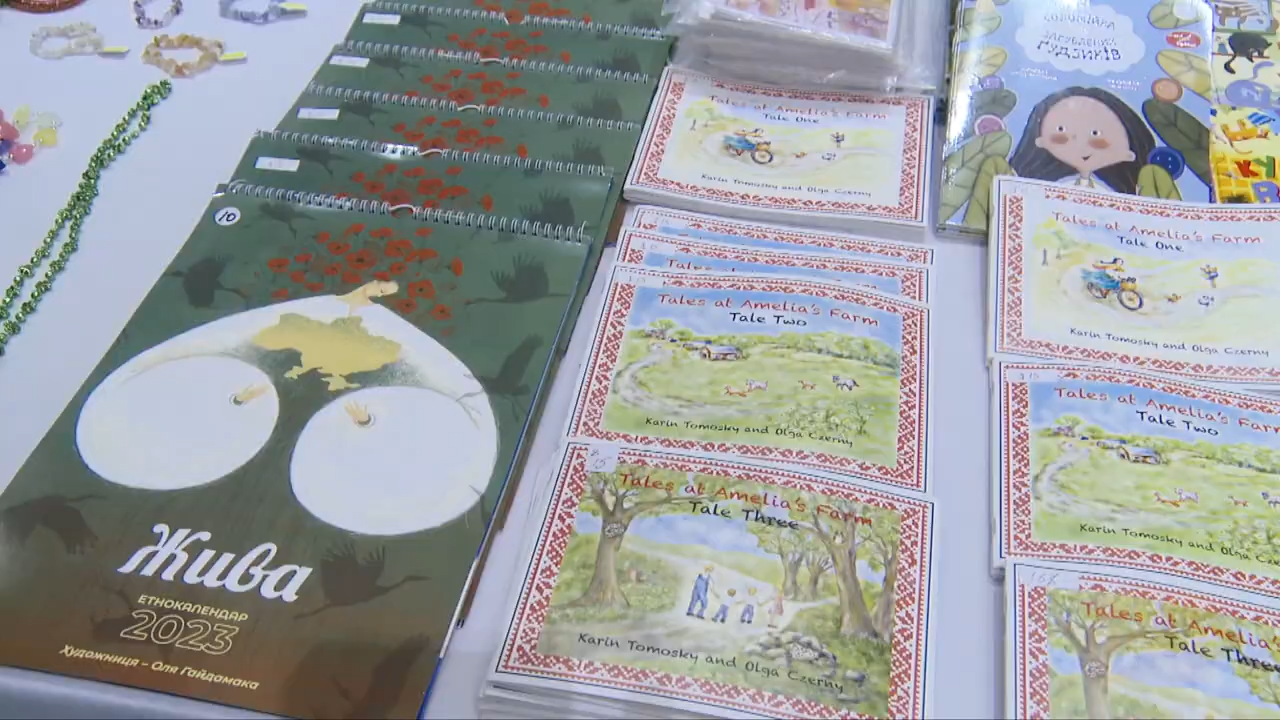 10
Жива
ЕТНОКАЛЕНДАР
2023
Художниця – Оля Гайдамака
Tales at Amelia's Farm
Tale One
Karin Tomosky and Olga Czerny
Tales at Amelia's Farm
Tale Two
Karin Tomosky and Olga Czerny
Tales at Amelia's Farm
Tale Three
Karin Tomosky and Olga Czerny
ҐУДЗИКІВ
Tales at Amelia's Farm
Tale One
Karin Tomosky and Olga Czerny
Tales at Amelia's Farm
Tale Two
Karin Tomosky and Olga Czerny
Tales at Amelia's
Tale Three